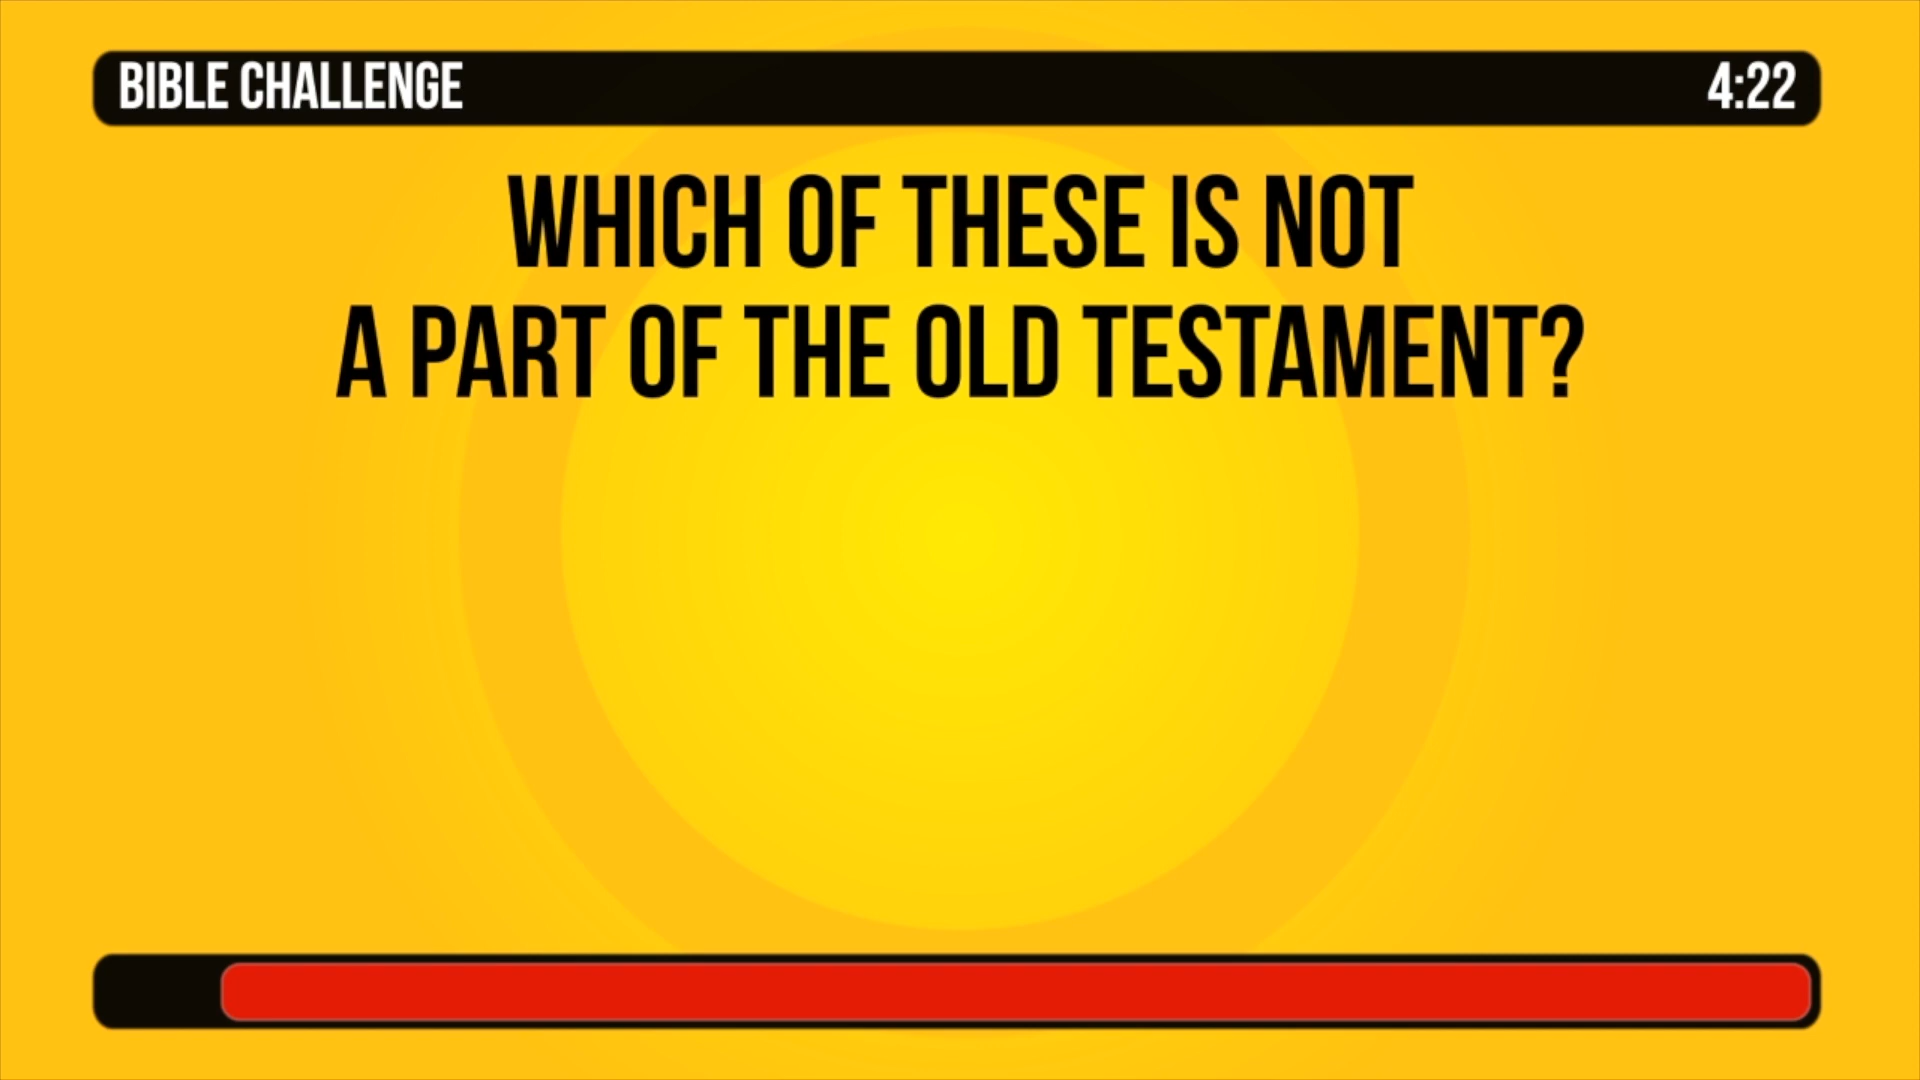 BIBLE CHALLENGE
4:22
WHICH OF THESE IS NOT
A PART OF THE OLD TESTAMENT?